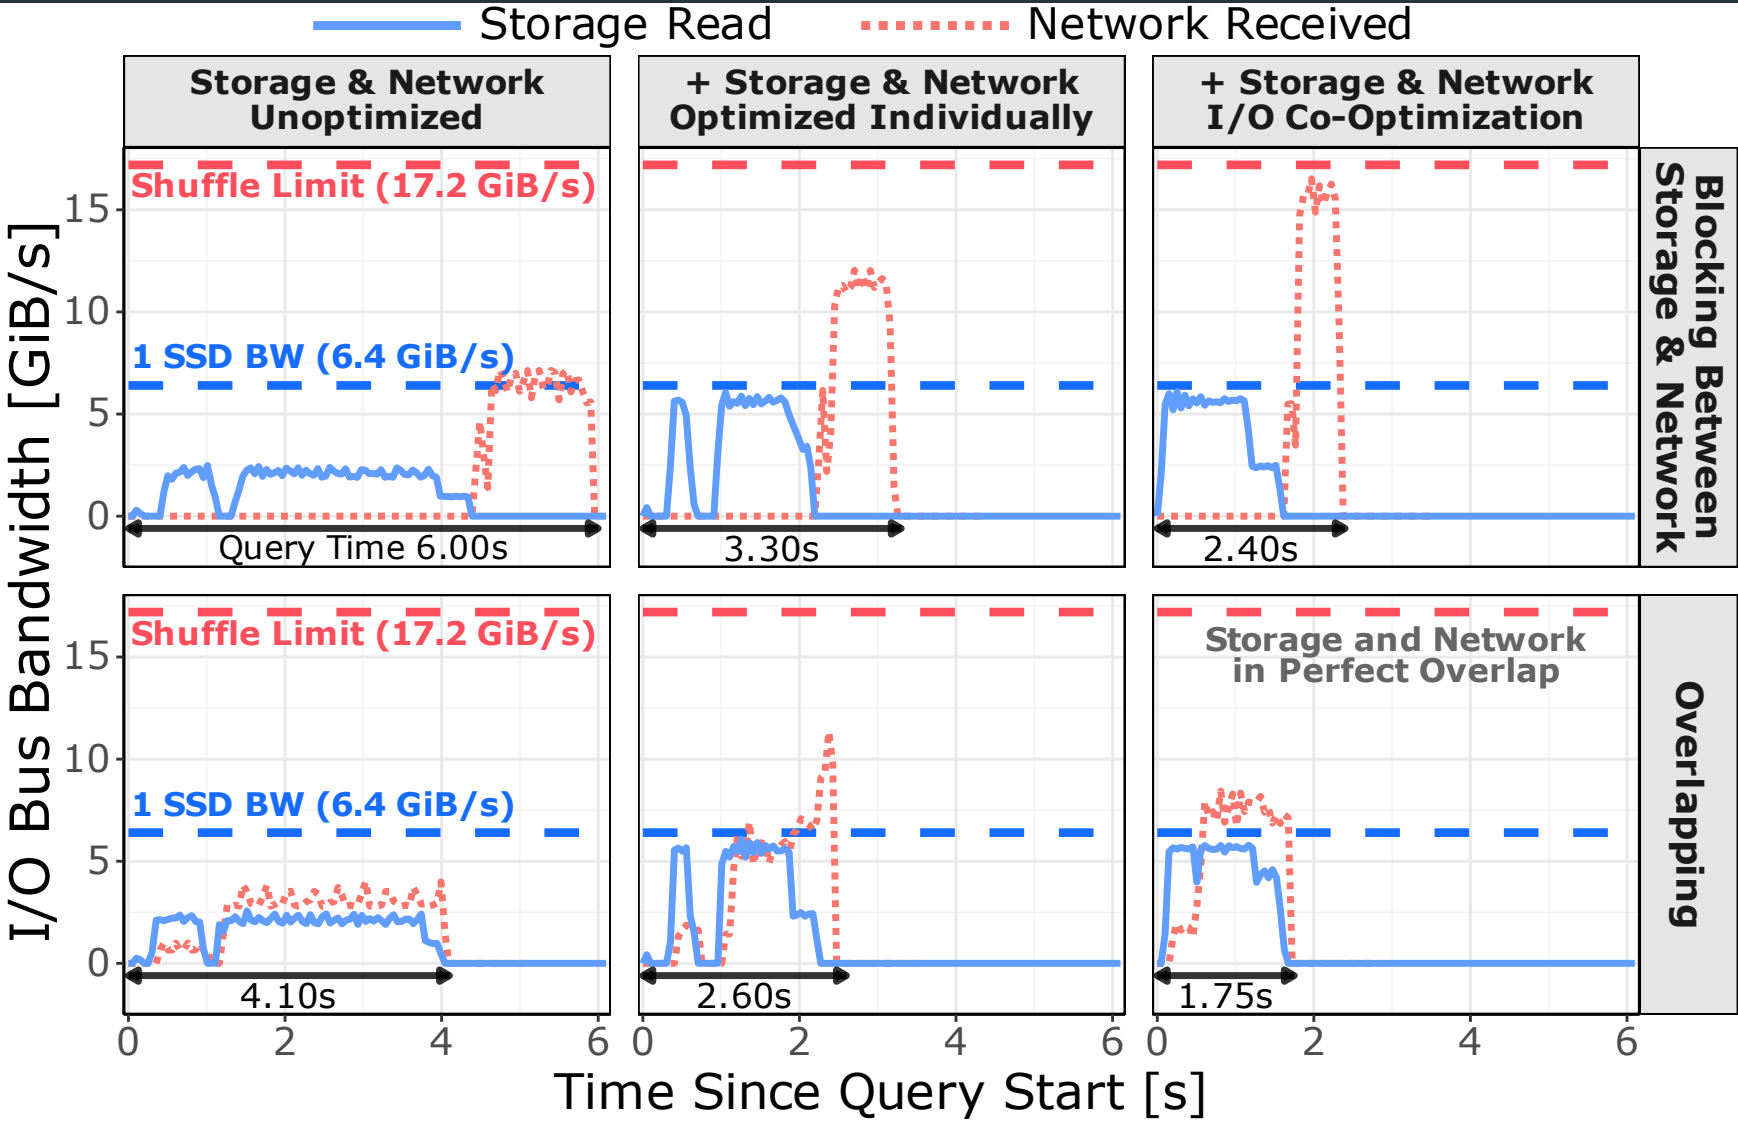 Storage Read
Network Received
Storage & Network
Unoptimized
+ Storage & Network
Optimized Individually
+ Storage & Network
I/O Co-Optimization
I/O Bus Bandwidth [GiB/s]
15
10
5
0
Shuffle Limit (17.2 GiB/s)
1 SSD BW (6.4 GiB/s)
Query Time 6.00s
3.30s
2.40s
Blocking Between
Storage & Network
15
10
5
0
Shuffle Limit (17.2 GiB/s)
1 SSD BW (6.4 GiB/s)
4.10s
2.60s
Storage and Network
in Perfect Overlap
1.75s
Overlapping
0 2 4 6
0 2 4 6
0 2 4 6
Time Since Query Start [s]